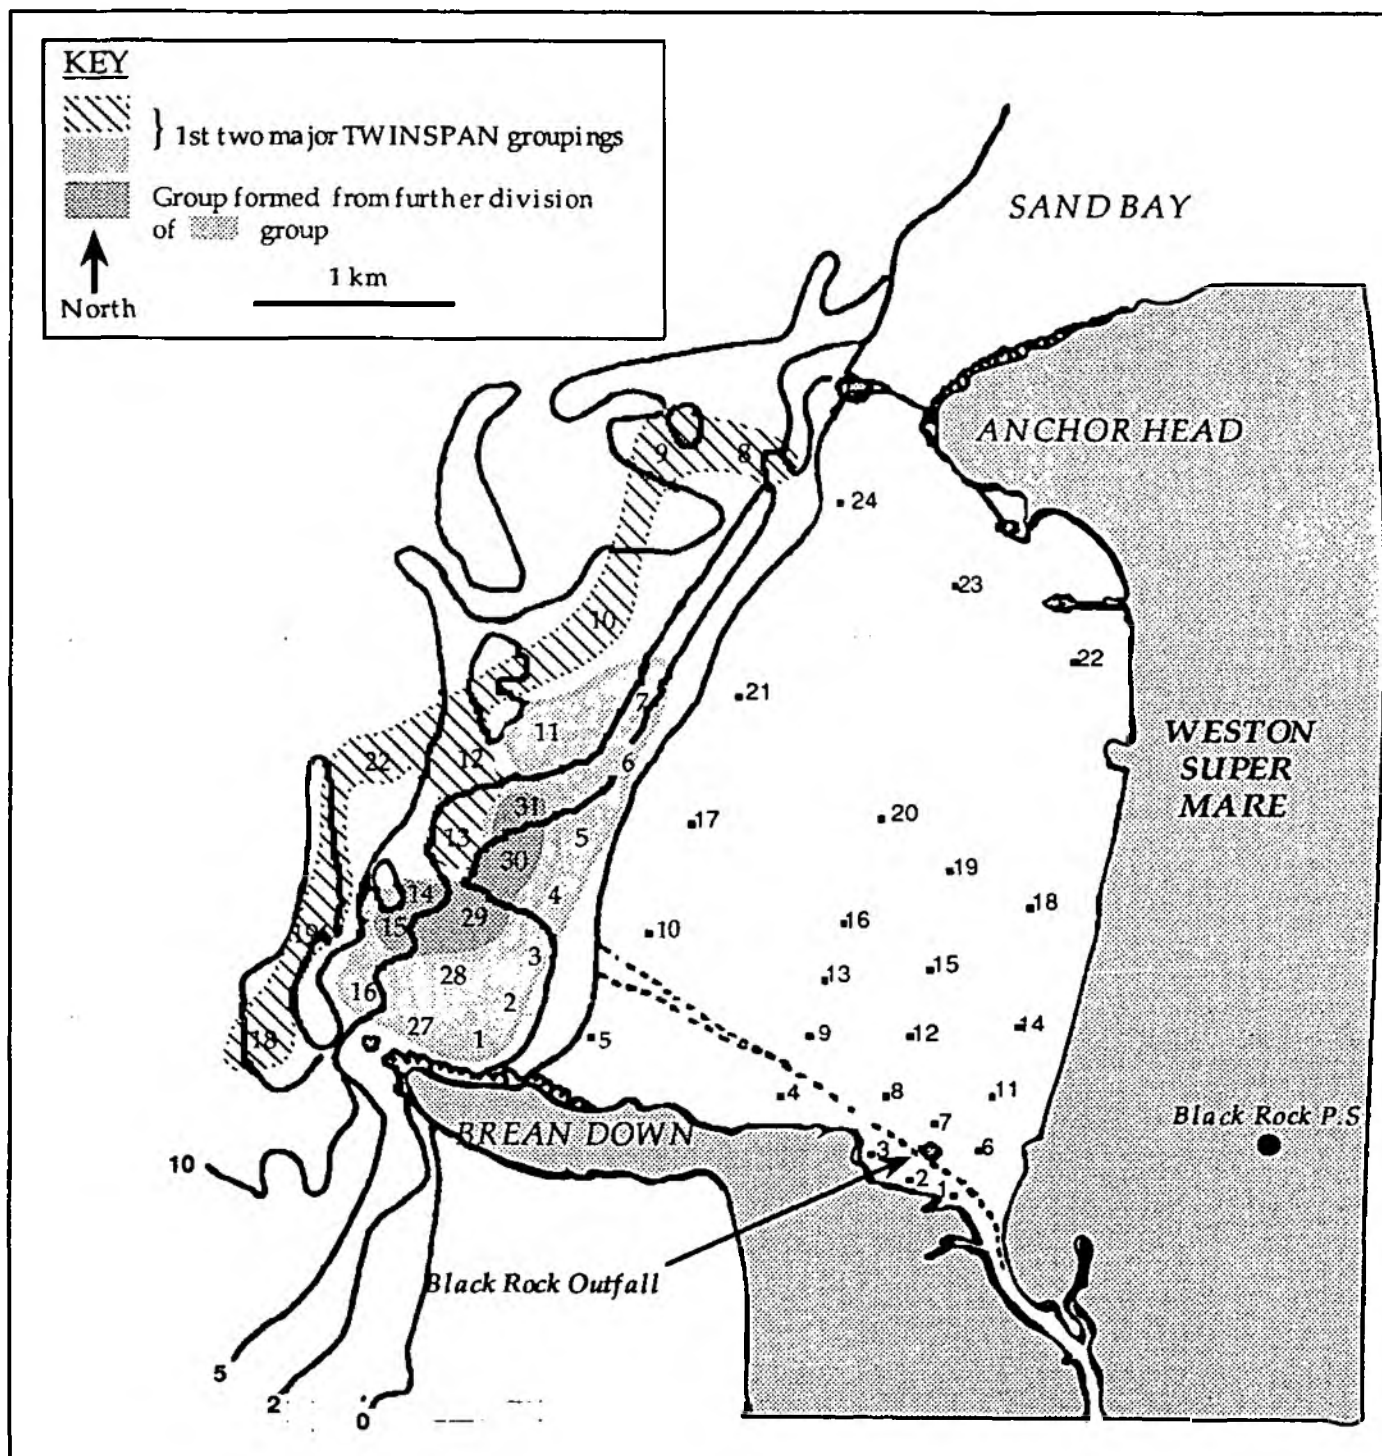 KEY
} 1st two major TWINSPAN groupings
Group formed from further division
of group
1 km
North
SAND BAY
ANCHOR HEAD
9 8
24
23
10
22
7 21
11
WESTON
SUPER
MARE
12 6
22
31 17 20
13 5
30
19
14 4 18
29 16
15
19 10
3 15
28 13
16 2
27 14
18 1 5 9 12
4 8 11
7
Black Rock P.S
BREAN DOWN
3 6
10 2 1
Black Rock Outfall
5
2
0